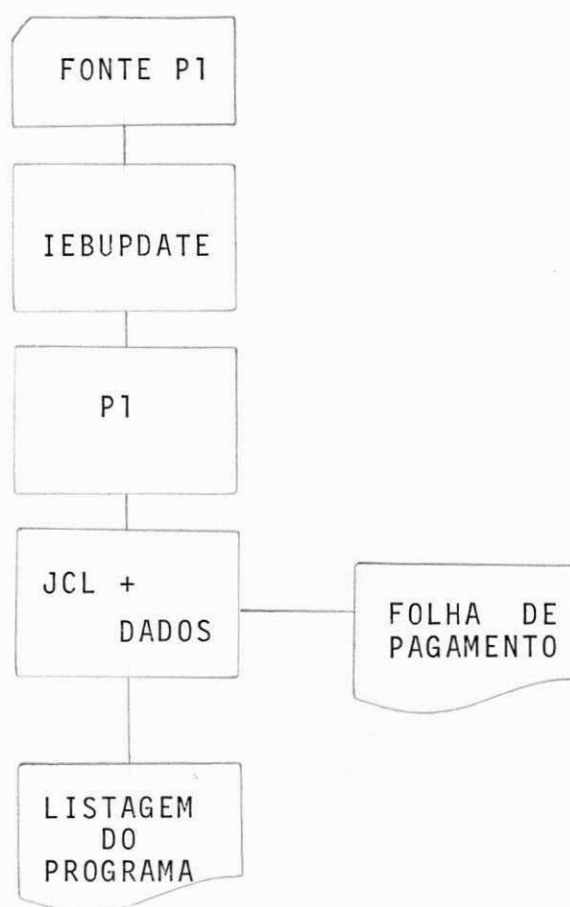 FONTE P1
IEBUPDATE
P1
JCL +
DADOS
FOLHA DE
PAGAMENTO
LISTAGEM
DO
PROGRAMA